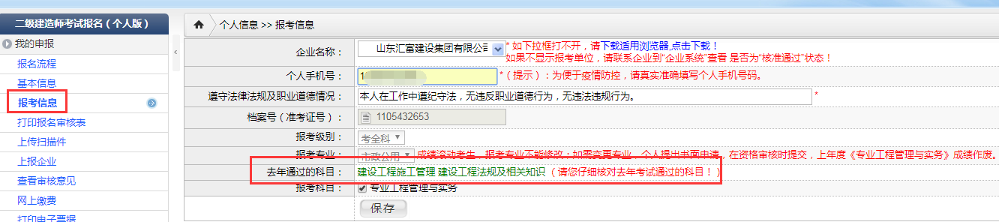 二级建造师考试报名（个人版）
我的申报
报名流程
基本信息
报考信息
打印报名审核表
上传扫描件
上报企业
查看审核意见
网上缴费
打印电子票据
个人信息 >> 报考信息
企业名称： 山东汇富建设集团有限公司 * 如下拉框打不开，请下载适用浏览器,点击下载！
如果不显示报考单位，请联系企业到“企业系统”查看 是否为“核准通过”状态！
个人手机号： 1 *（提示）：为便于疫情防控，请真实准确填写个人手机号码。
遵守法律法规及职业道德情况： 本人在工作中遵纪守法，无违反职业道德行为，无违法违规行为。 *
档案号（准考证号）： 1105432653
报考级别： 考全科
报考专业： 市政公用 成绩滚动考生，报考专业不能修改；如需变更专业，个人提出书面申请，在资格审核时提交，上年度《专业工程管理与实务》成绩作废。
去年通过的科目： 建设工程施工管理 建设工程法规及相关知识 （请您仔细核对去年考试通过的科目！）
报考科目： 专业工程管理与实务
保存